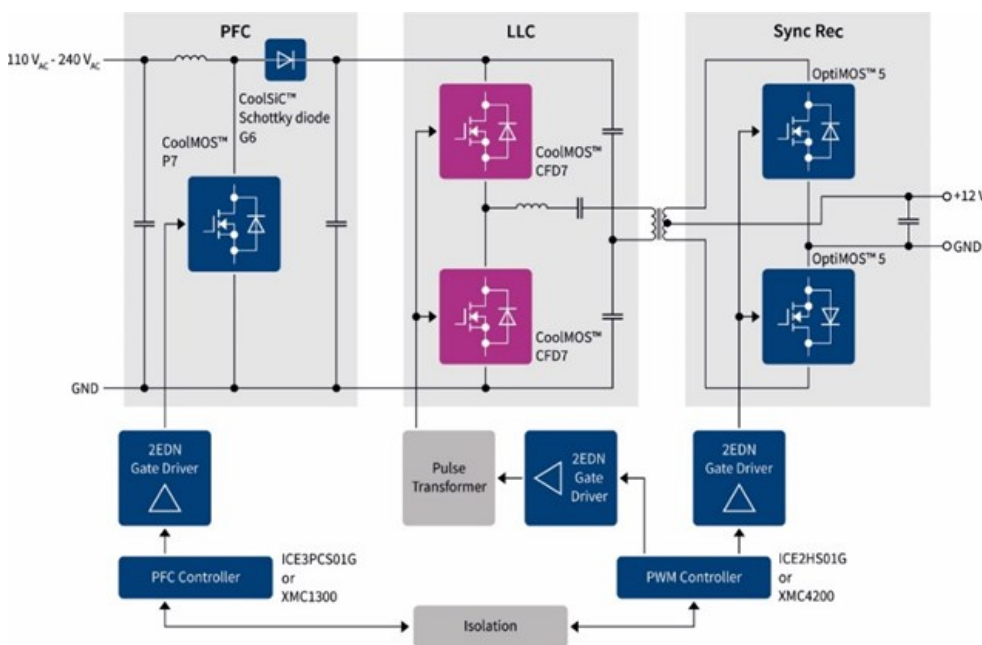 PFC
LLC
Sync Rec
110 VAC - 240 VAC
CoolSiC™
Schottky diode
G6
CoolMOS™
P7
CoolMOS™
CFD7
CoolMOS™
CFD7
OptiMOS™ 5
+12 V
GND
OptiMOS™ 5
GND
2EDN
Gate Driver
Pulse
Transformer
2EDN
Gate
Driver
2EDN
Gate Driver
PFC Controller
ICE3PCS01G
or
XMC1300
PWM Controller
ICE2HS01G
or
XMC4200
Isolation